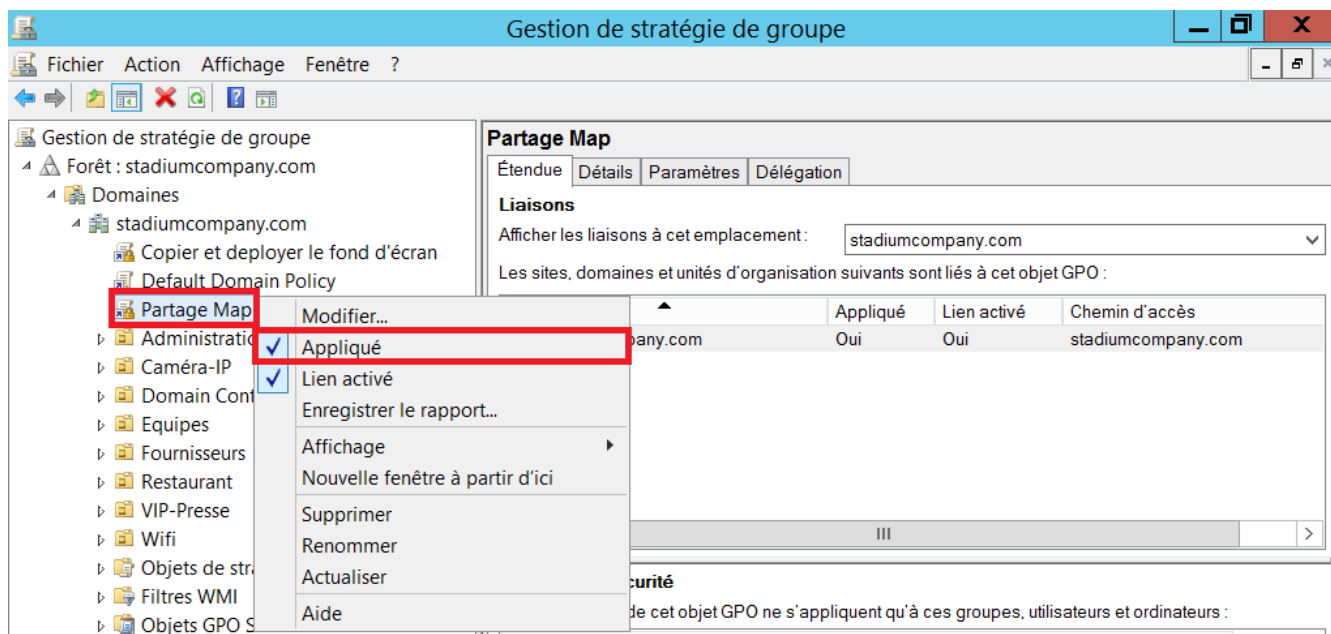 Gestion de stratégie de groupe
X
Fichier Action Affichage Fenêtre ?
Gestion de stratégie de groupe
Forêt : stadiumcompany.com
Domaines
stadiumcompany.com
Copier et deployer le fond d'écran
Default Domain Policy
Partage Map
Administratio
Caméra-IP
Domain Cont
Equipes
Fournisseurs
Restaurant
VIP-Presse
Wifi
Objets de stra
Filtres WMI
Objets GPO S
Modifier...
Appliqué
Lien activé
Enregistrer le rapport...
Affichage
Nouvelle fenêtre à partir d'ici
Supprimer
Renommer
Actualiser
Aide
Partage Map
Étendue Détails Paramètres Délégation
Liaisons
Afficher les liaisons à cet emplacement : stadiumcompany.com
Les sites, domaines et unités d'organisation suivants sont liés à cet objet GPO :
Appliqué Lien activé Chemin d'accès
pany.com Oui Oui stadiumcompany.com
curité
de cet objet GPO ne s'appliquent qu'à ces groupes, utilisateurs et ordinateurs :